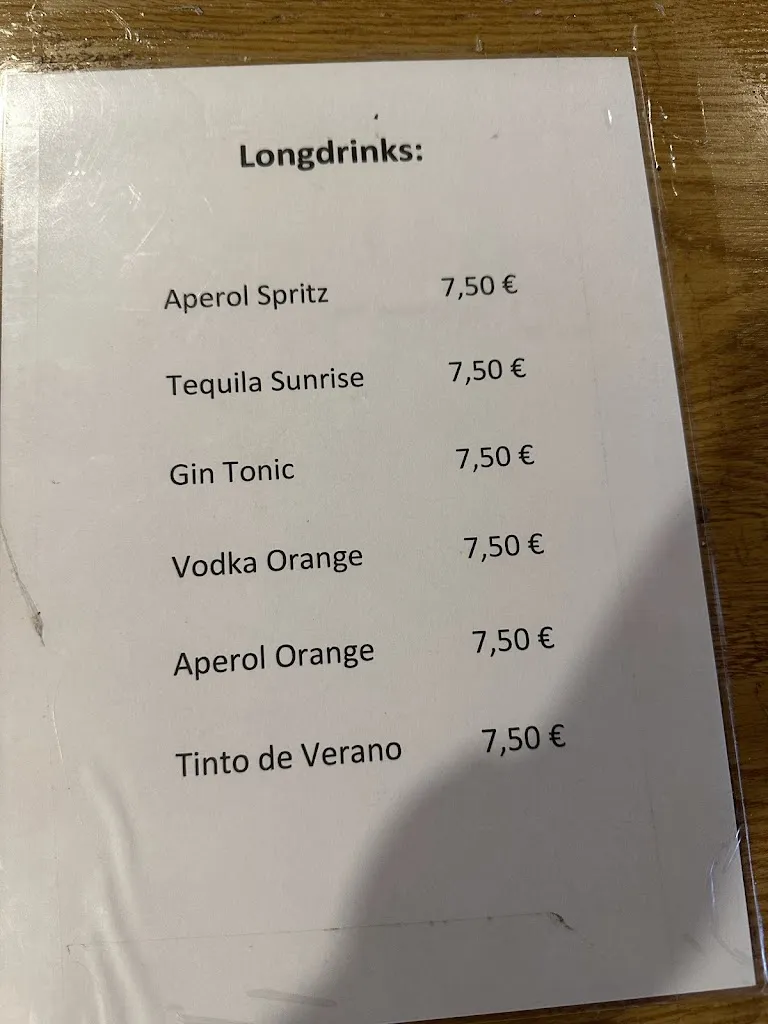 Longdrinks:
Aperol Spritz 7,50 €
Tequila Sunrise 7,50 €
Gin Tonic 7,50 €
Vodka Orange 7,50 €
Aperol Orange 7,50 €
Tinto de Verano 7,50 €